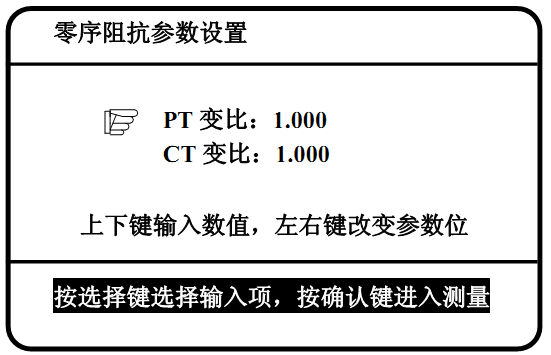 零序阻抗参数设置
PT 变比：1.000
CT 变比：1.000
上下键输入数值，左右键改变参数位
按选择键选择输入项，按确认键进入测量